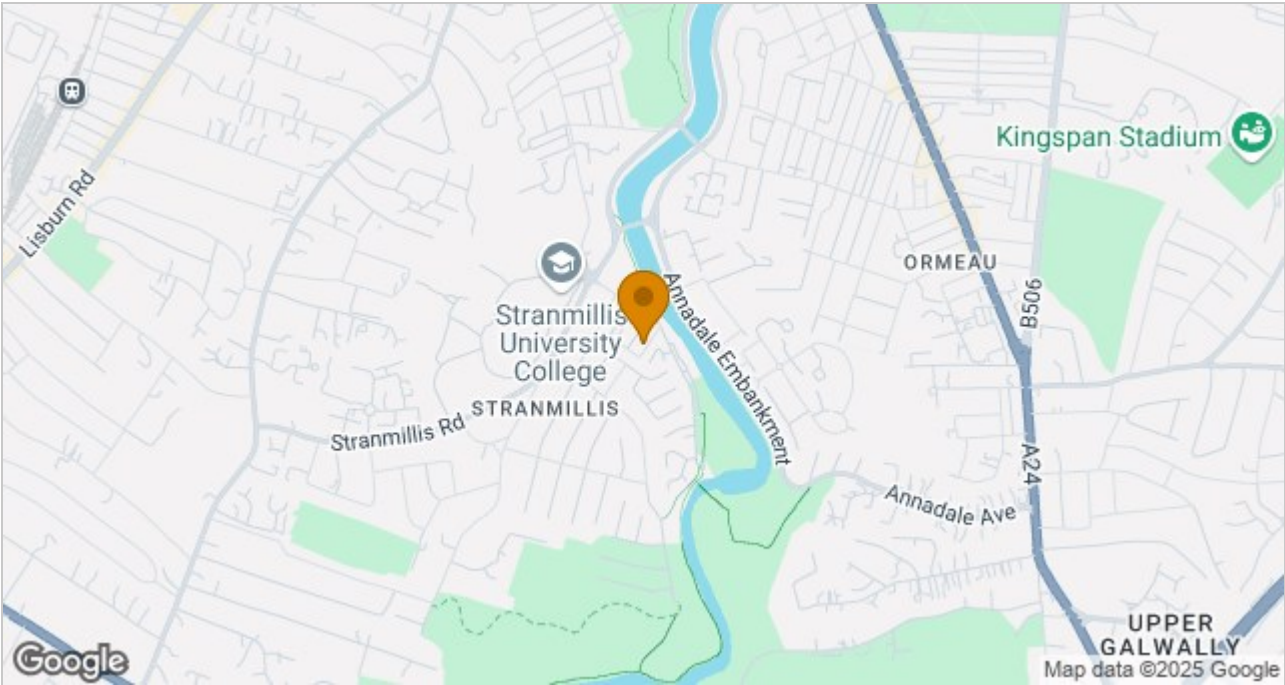 Kingspan Stadium
Lisburn Rd
ORMEAU
Annadale Embankment
B506
Stranmillis
University
College
STRANMILLIS
Stranmillis Rd
A24
Annadale Ave
UPPER
GALWALLY
Google
Map data ©2025 Google